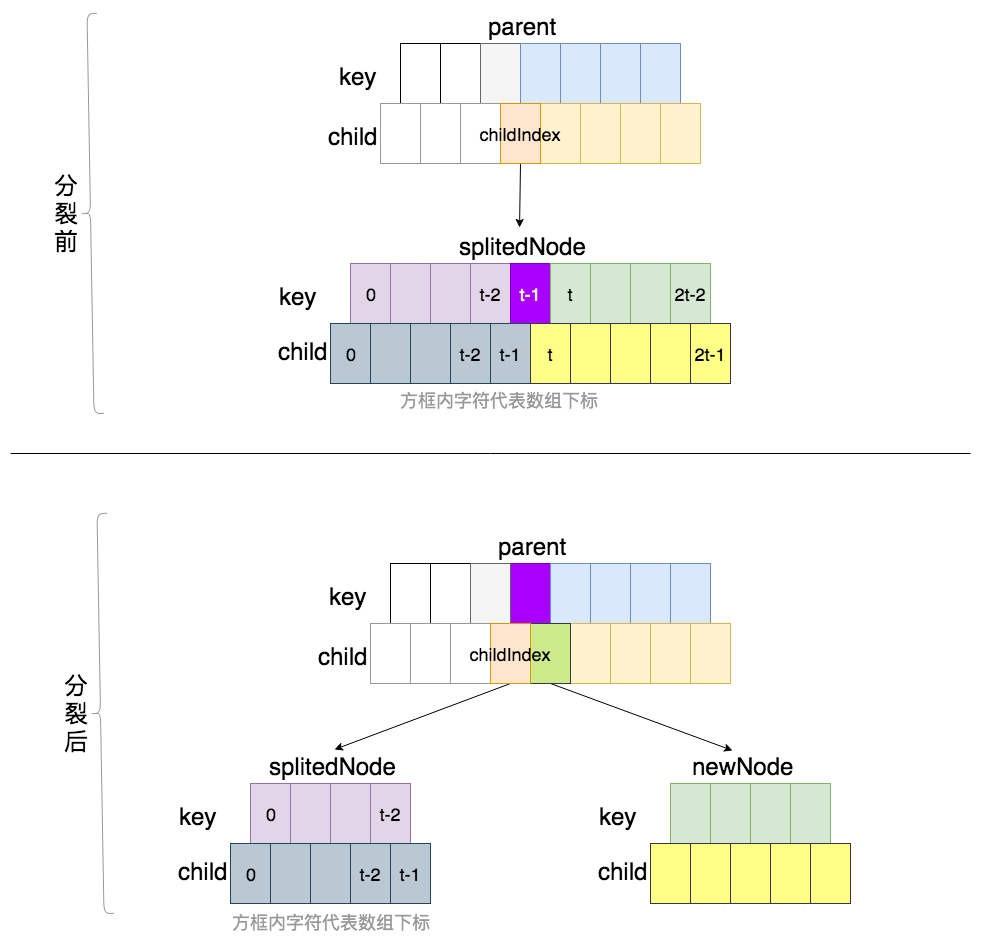 parent
key
child
childIndex
分裂前
splitedNode
key
0 t-2 t-1 t 2t-2
child
0 t-2 t-1 t 2t-1
方框内字符代表数组下标
parent
key
child
childIndex
分裂后
splitedNode
newNode
key
0 t-2
key
child
0 t-2 t-1
child
方框内字符代表数组下标